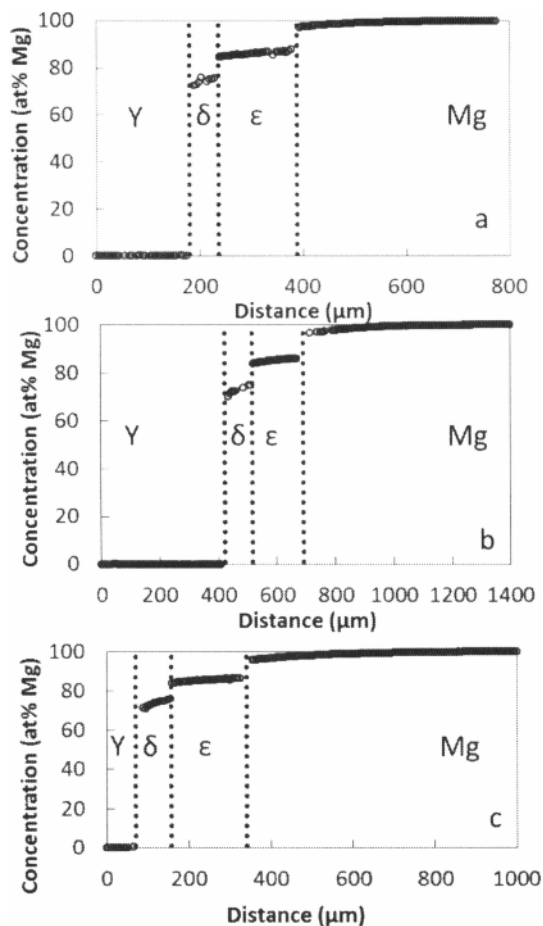 Concentration (at% Mg)
100
80
60
40
20
0
Y
δ
ε
Mg
a
0
200
400
600
800
Distance (μm)
Concentration (at% Mg)
100
80
60
40
20
0
Y
δ
ε
Mg
b
0
200
400
600
800
1000
1200
1400
Distance (μm)
Concentration (at% Mg)
100
80
60
40
20
0
Y
δ
ε
Mg
c
0
200
400
600
800
1000
Distance (μm)